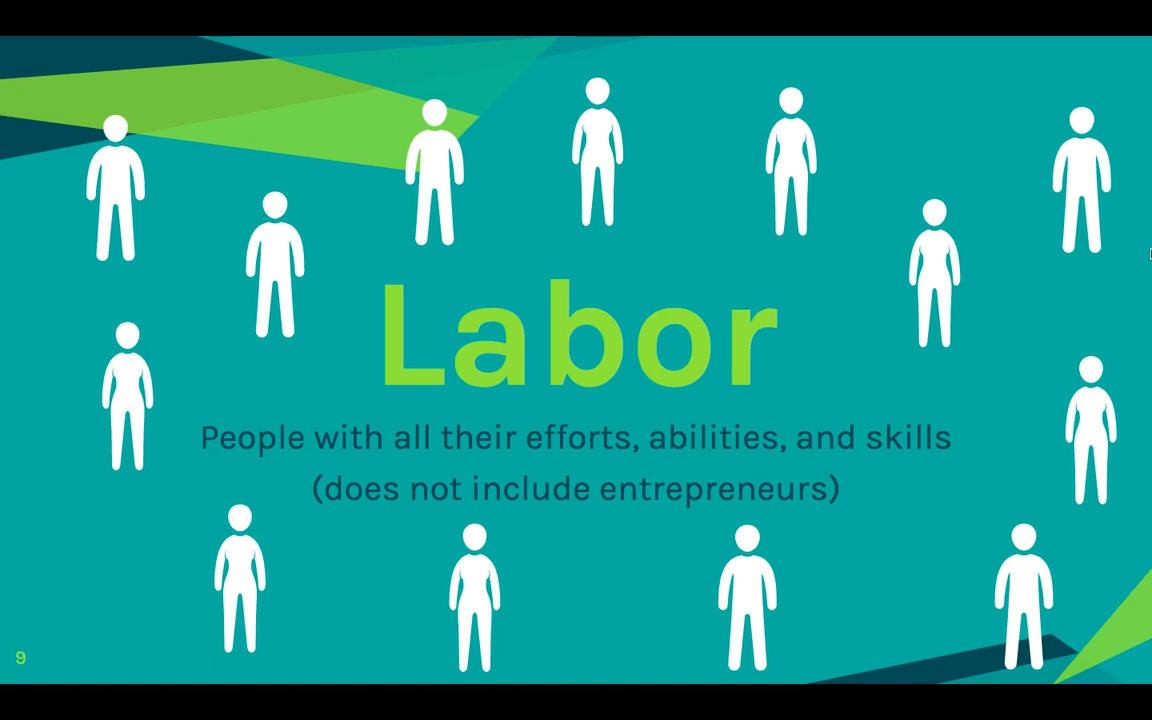 Labor
People with all their efforts, abilities, and skills
(does not include entrepreneurs)
9